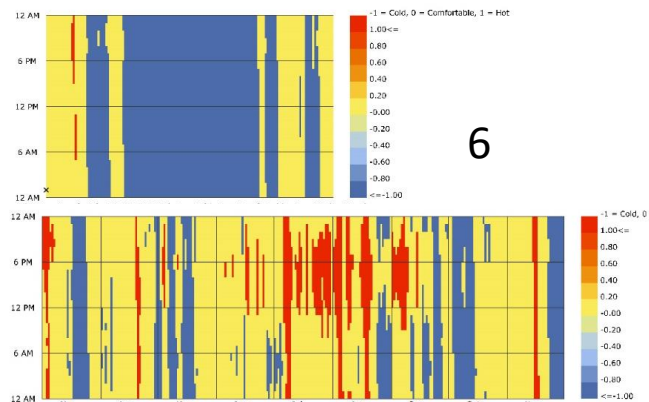 -1 = Cold, 0 = Comfortable, 1 = Hot
12 AM
6 PM
12 PM
6 AM
12 AM
1.00<=
0.80
0.60
0.40
0.20
-0.00
-0.20
-0.40
-0.60
-0.80
<=-1.00
6
-1 = Cold, 0
12 AM
6 PM
12 PM
6 AM
12 AM
1.00<=
0.80
0.60
0.40
0.20
-0.00
-0.20
-0.40
-0.60
-0.80
<=-1.00